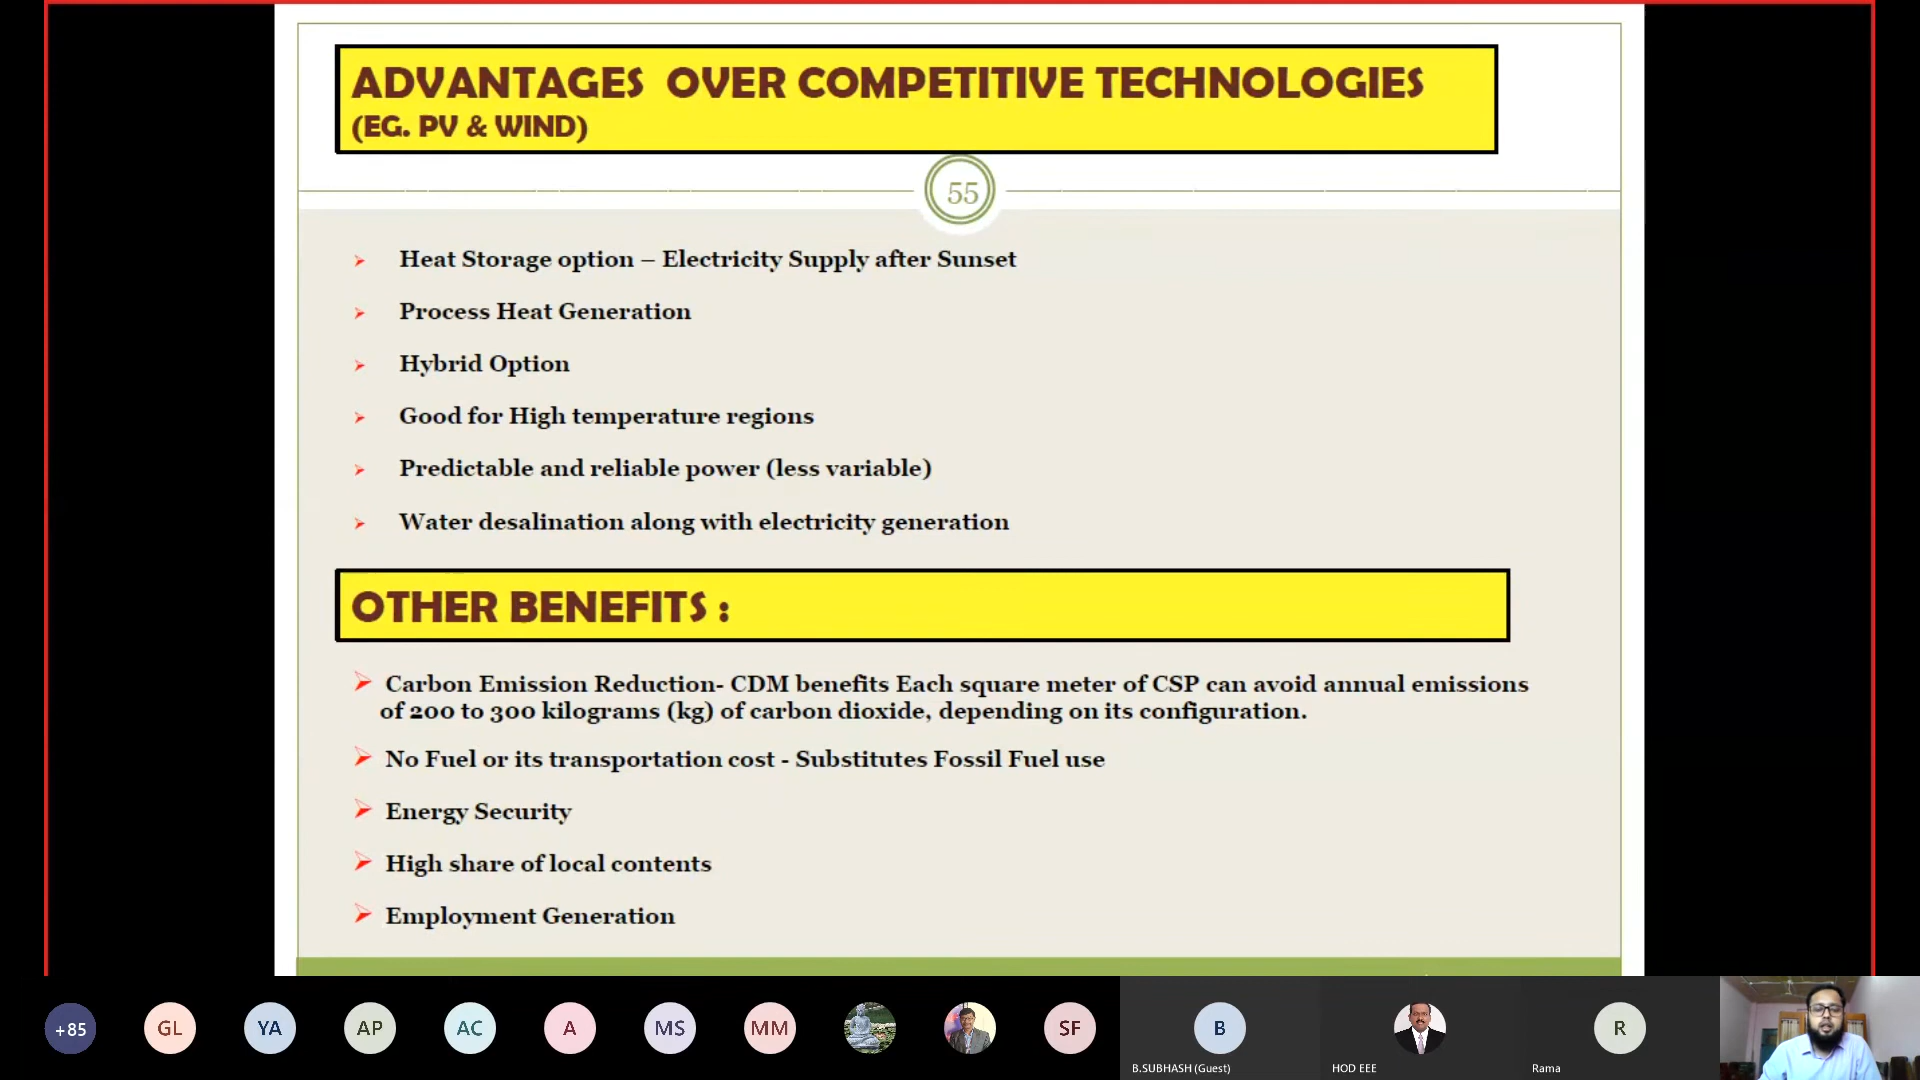 ADVANTAGES OVER COMPETITIVE TECHNOLOGIES
(EG. PV & WIND)
55
Heat Storage option – Electricity Supply after Sunset
Process Heat Generation
Hybrid Option
Good for High temperature regions
Predictable and reliable power (less variable)
Water desalination along with electricity generation
OTHER BENEFITS :
Carbon Emission Reduction- CDM benefits Each square meter of CSP can avoid annual emissions
of 200 to 300 kilograms (kg) of carbon dioxide, depending on its configuration.
No Fuel or its transportation cost - Substitutes Fossil Fuel use
Energy Security
High share of local contents
Employment Generation
+85 GL YA AP AC A MS MM SF B R
B.SUBHASH (Guest) HOD EEE Rama